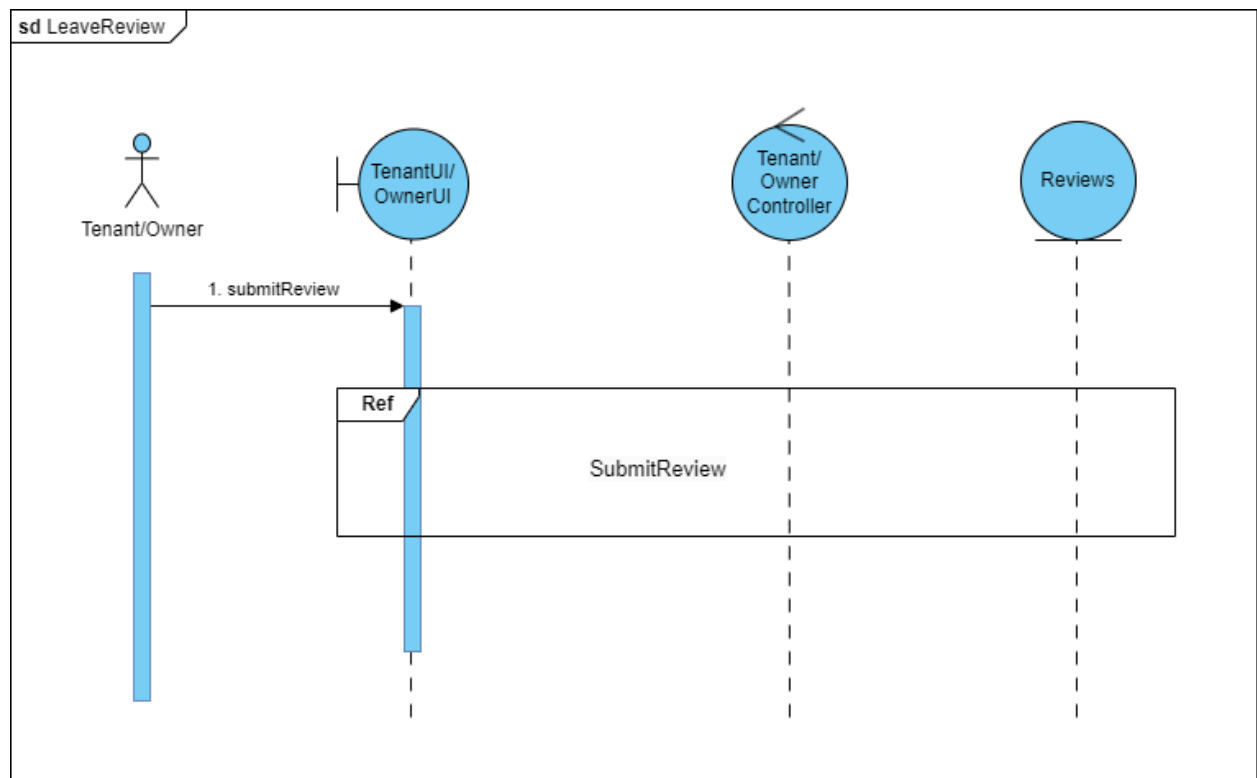 sd LeaveReview
Tenant/Owner
TenantUI/
OwnerUI
Tenant/
Owner
Controller
Reviews
1. submitReview
Ref
SubmitReview